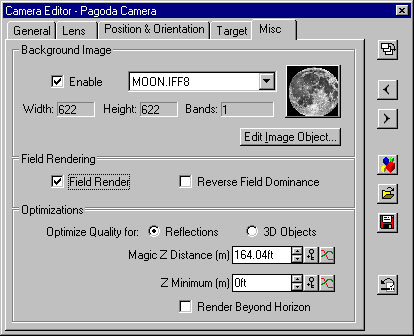 Camera Editor - Pagoda Camera
General Lens Position & Orientation Target Misc
Background Image
Enable MOON.IFF8
Width: 622 Height: 622 Bands: 1
Edit Image Object...
Field Rendering
Field Render Reverse Field Dominance
Optimizations
Optimize Quality for: Reflections 3D Objects
Magic Z Distance (m) 164.04ft
Z Minimum (m) 0ft
Render Beyond Horizon